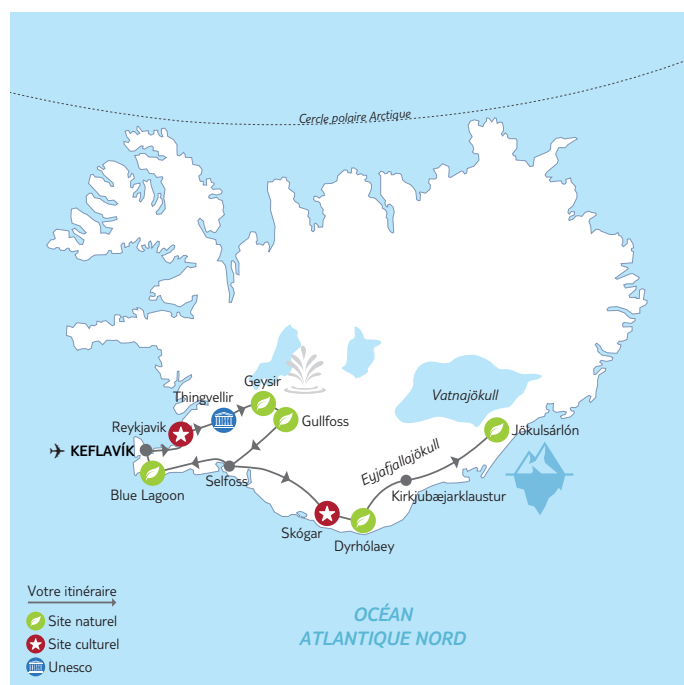 Cercle polaire Arctique
Geysir
Thingvellir
Gullfoss
Vatnajökull
Reykjavik
Jökulsárlón
KEFLAVÍK
Eyjafjallajökull
Selfoss
Blue Lagoon
Kirkjubæjarklaustur
Skógar
Dyrhólaey
Votre itinéraire
Site naturel
Site culturel
Unesco
OCÉAN
ATLANTIQUE NORD